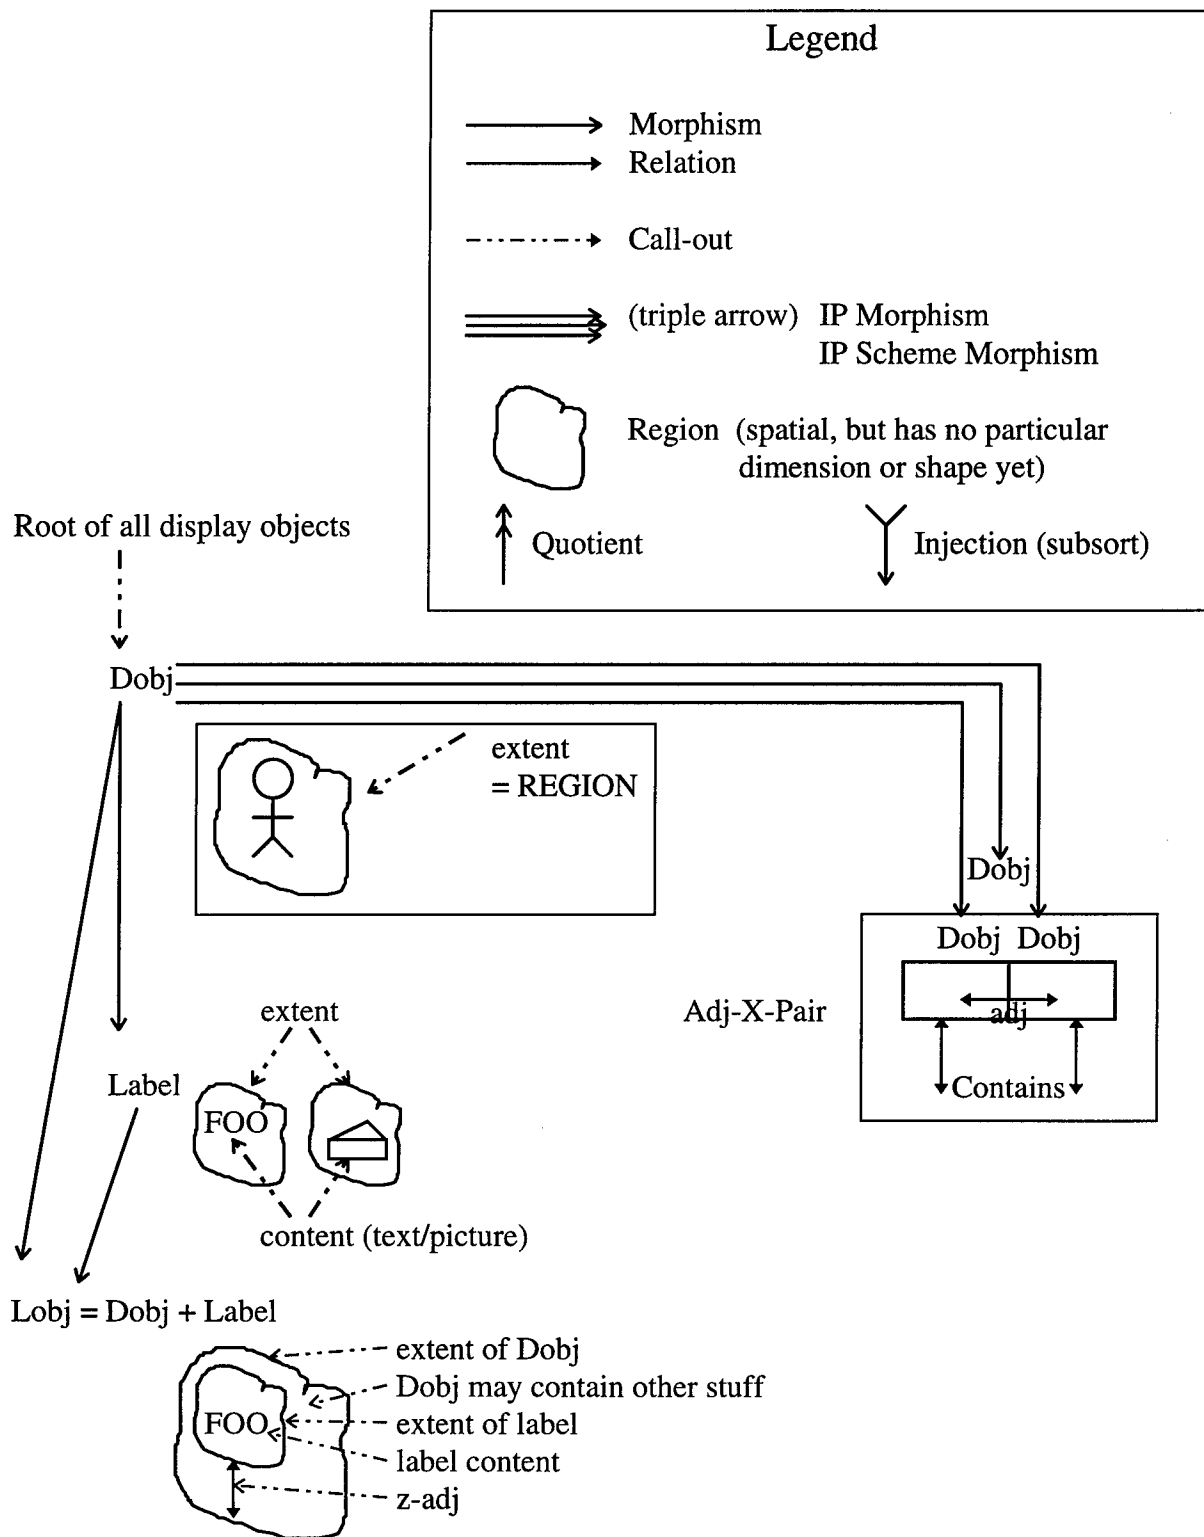 Legend
Morphism
Relation
Call-out
(triple arrow) IP Morphism
IP Scheme Morphism
Region (spatial, but has no particular
dimension or shape yet)
Quotient
Injection (subsort)
Root of all display objects
Dobj
extent
= REGION
Dobj
Dobj Dobj
adj
Adj-X-Pair
Contains
extent
Label
FOO
content (text/picture)
Lobj = Dobj + Label
extent of Dobj
Dobj may contain other stuff
FOO
extent of label
label content
z-adj